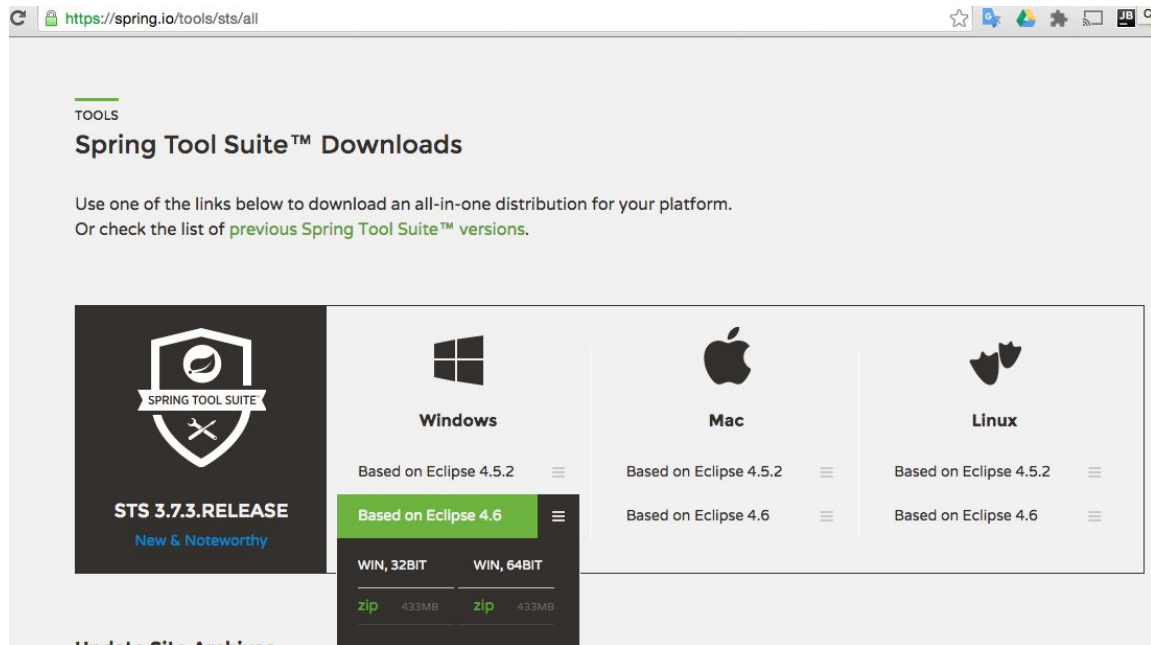 https://spring.io/tools/sts/all
TOOLS
Spring Tool Suite™ Downloads
Use one of the links below to download an all-in-one distribution for your platform.
Or check the list of previous Spring Tool Suite™ versions.
SPRING TOOL SUITE
STS 3.7.3.RELEASE
New & Noteworthy
Windows
Based on Eclipse 4.5.2
Based on Eclipse 4.6
WIN, 32BIT WIN, 64BIT
zip 433MB zip 433MB
Mac
Based on Eclipse 4.5.2
Based on Eclipse 4.6
Linux
Based on Eclipse 4.5.2
Based on Eclipse 4.6